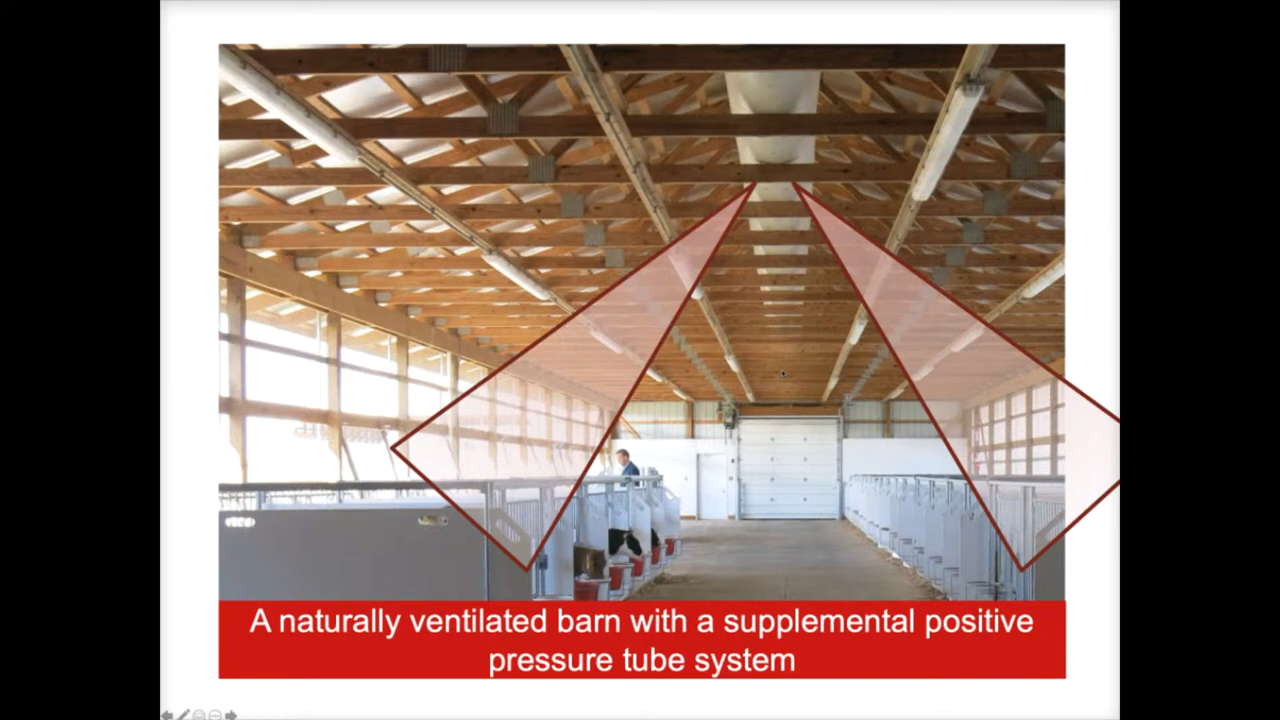 A naturally ventilated barn with a supplemental positive
pressure tube system